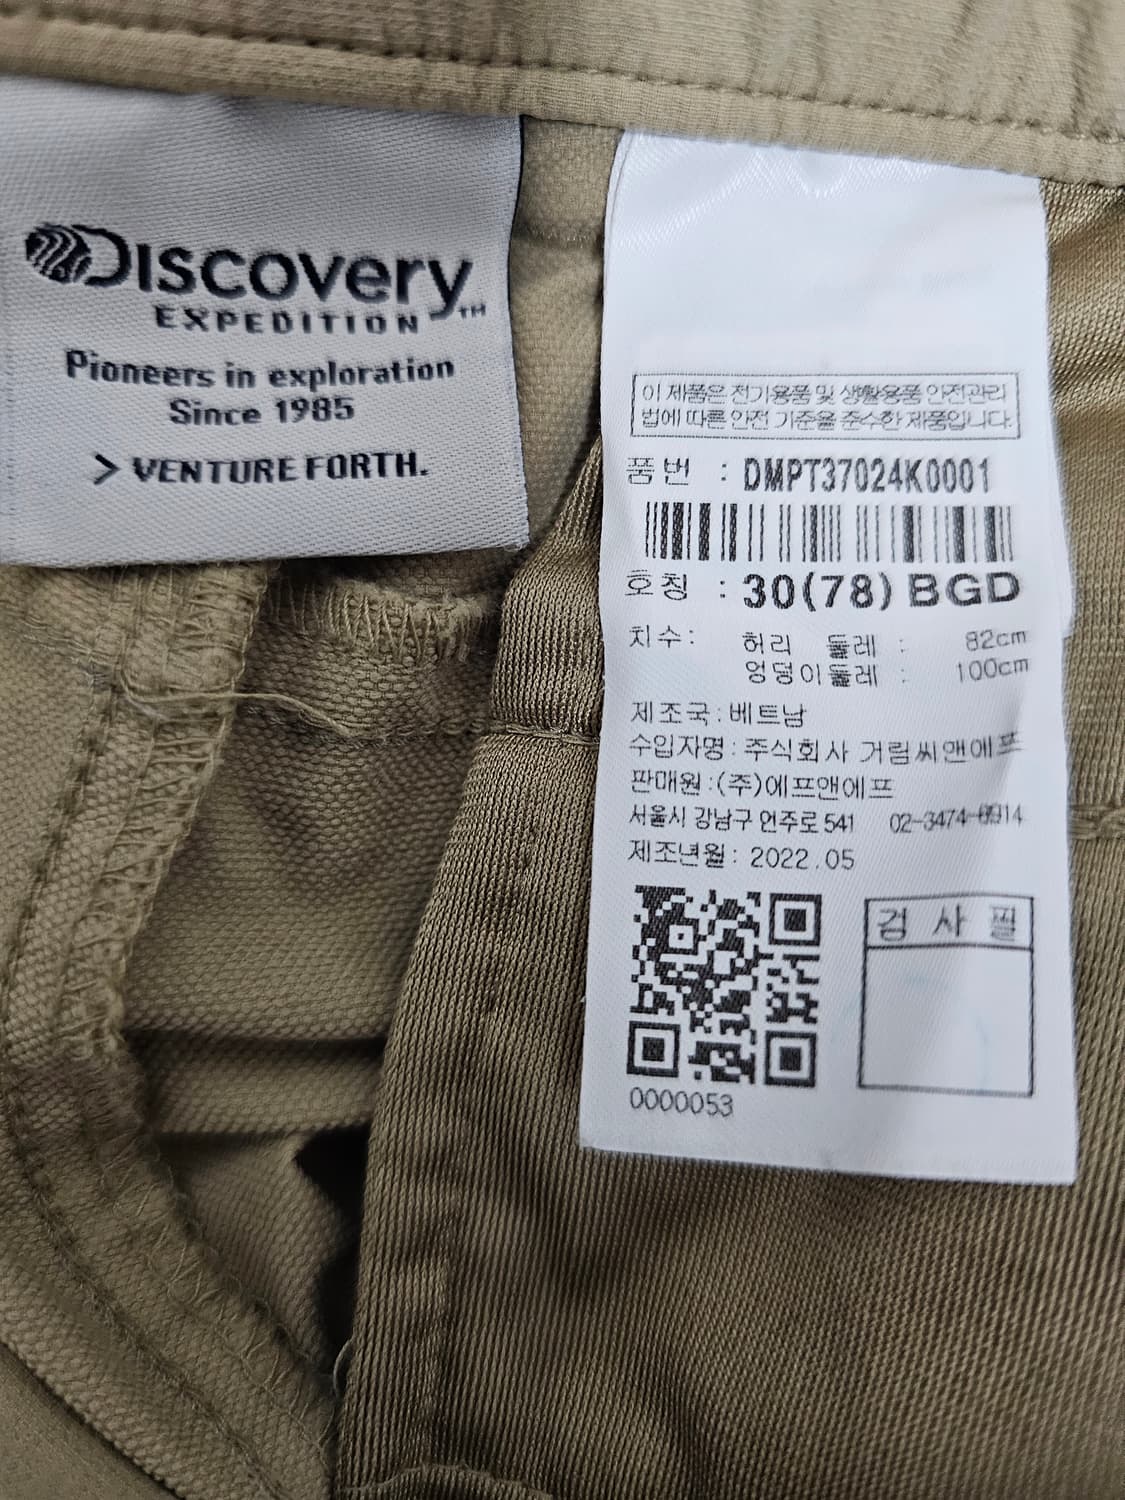 DISCOVERY™
EXPEDITION
Pioneers in exploration
Since 1985
> VENTURE FORTH.
이 제품은 전기용품 및 생활용품 안전관리
법에 따른 안전 기준을 준수한 제품입니다.
품번 : DMPT37024K0001
호칭 : 30(78) BGD
치수: 허리 둘레 : 82cm
엉덩이둘레 : 100cm
제조국:베트남
수입자명:주식회사 거림씨앤에프
판매원:(주)에프앤에프
서울시 강남구 언주로 541 02-3474-0914
제조년월: 2022.05
검 사 필
0000053